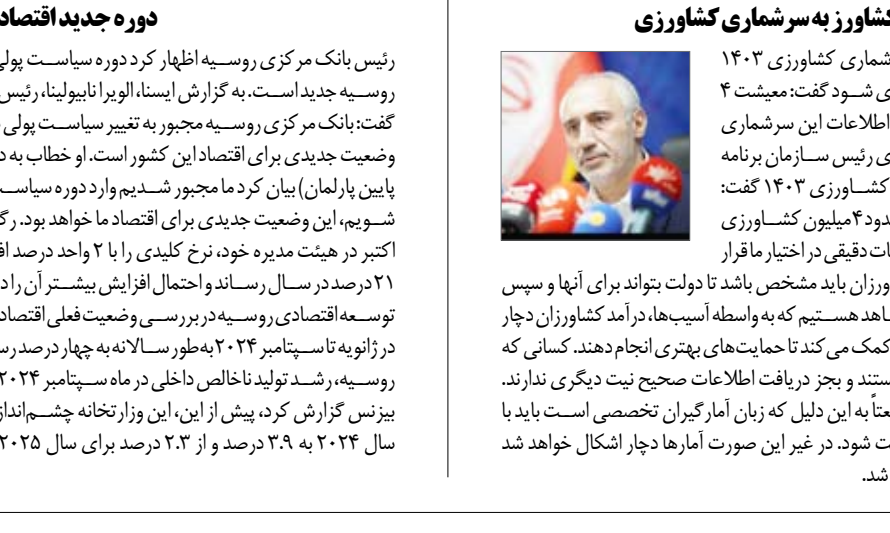 کشاورز به سرشماری کشاورزی
شماری کشاورزی ۱۴۰۳
ی شود گفت: معیشت ۴
اطلاعات این سرشماری
ی رئیس سازمان برنامه
کشاورزی ۱۴۰۳ گفت:
دود ۴میلیون کشاورزی
ات دقیقی در اختیار ما قرار
ورزان باید مشخص باشد تا دولت بتواند برای آنها و سپس
اهد هستیم که به واسطه آسیب‌ها، درآمد کشاورزان دچار
کمک می کند تا حمایت‌های بهتری انجام دهند. کسانی که
ستند و بجز دریافت اطلاعات صحیح نیت دیگری ندارند.
عتاً به این دلیل که زبان آمارگیران تخصصی است باید با
ت شود. در غیر این صورت آمارها دچار اشکال خواهد شد
شد.
دوره جدید اقتصاد
رئیس بانک مرکزی روسیه اظهار کرد دوره سیاست پولی
روسیه جدید است. به گزارش ایسنا، الویرا نابیولینا، رئیس
گفت: بانک مرکزی روسیه مجبور به تغییر سیاست پولی
وضعیت جدیدی برای اقتصاد این کشور است. او خطاب به د
پایین پارلمان) بیان کرد ما مجبور شدیم وارد دوره سیاست
شویم، این وضعیت جدیدی برای اقتصاد ما خواهد بود. رگ
اکتبر در هیئت مدیره خود، نرخ کلیدی را با ۲ واحد درصد اف
۲۱ درصد در سال رساند و احتمال افزایش بیشتر آن را د
توسعه اقتصادی روسیه در بررسی وضعیت فعلی اقتصاد
در ژانویه تا سپتامبر ۲۰۲۴ به‌طور سالانه به چهار درصد رس
روسیه، رشد تولید ناخالص داخلی در ماه سپتامبر ۲۰۲۴
بیزنس گزارش کرد، پیش از این، این وزارتخانه چشم‌انداز
سال ۲۰۲۴ به ۳.۹ درصد و از ۲.۳ درصد برای سال ۲۰۲۵